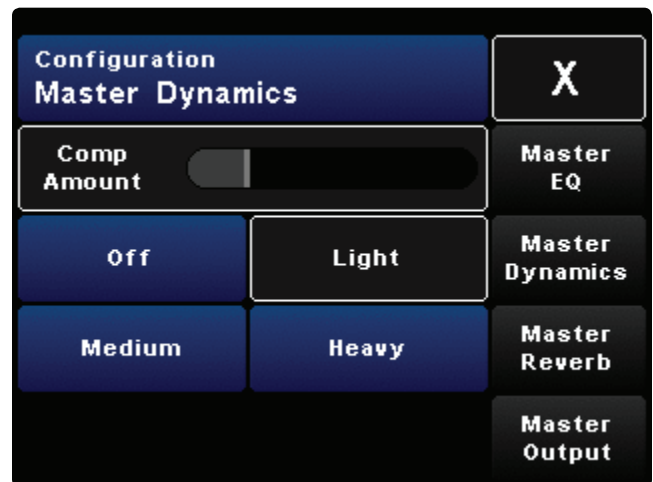 Configuration
Master Dynamics
X
Comp
Amount
Master
EQ
Off
Light
Master
Dynamics
Medium
Heavy
Master
Reverb
Master
Output